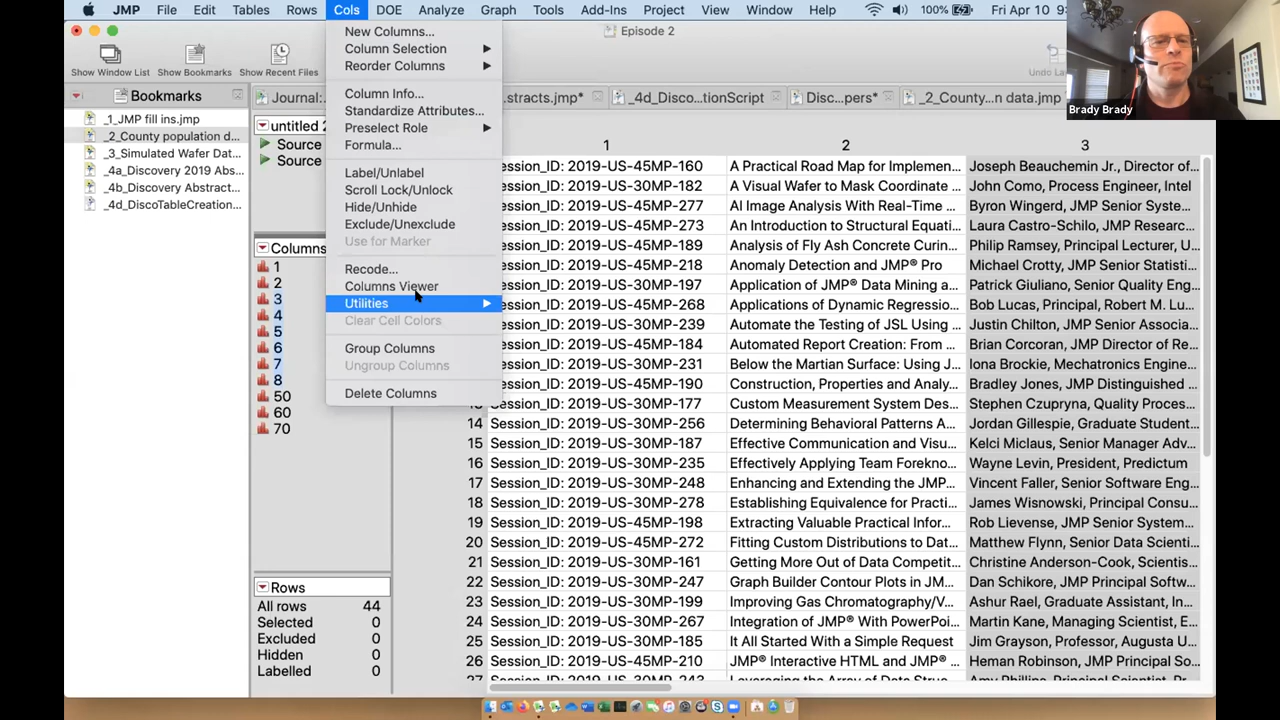 JMP File Edit Tables Rows Cols DOE Analyze Graph Tools Add-Ins Project View Window Help 100% Fri Apr 10
Episode 2
Show Window List Show Bookmarks Show Recent Files Undo
Brady Brady
Bookmarks
_1_JMP fill ins.jmp
_2_County population d...
_3_Simulated Wafer Dat...
_4a_Discovery 2019 Abs...
_4b_Discovery Abstract...
_4d_DiscoTableCreation...
Journal: stracts.jmp* _4d_Disco...tionScript Disc...pers* _2_County...n data.jmp
untitled 2
Source
Source
Columns
1
2
3
4
5
6
7
8
50
60
70
Rows
All rows 44
Selected 0
Excluded 0
Hidden 0
Labelled 0
New Columns...
Column Selection
Reorder Columns
Column Info...
Standardize Attributes...
Preselect Role
Formula...
Label/Unlabel
Scroll Lock/Unlock
Hide/Unhide
Exclude/Unexclude
Use for Marker
Recode...
Columns Viewer
Utilities
Clear Cell Colors
Group Columns
Ungroup Columns
Delete Columns
1 2 3
Session_ID: 2019-US-45MP-160 A Practical Road Map for Implemen... Joseph Beauchemin Jr., Director of...
Session_ID: 2019-US-30MP-182 A Visual Wafer to Mask Coordinate ... John Como, Process Engineer, Intel
Session_ID: 2019-US-45MP-277 AI Image Analysis With Real-Time ... Byron Wingerd, JMP Senior Syste...
Session_ID: 2019-US-45MP-273 An Introduction to Structural Equati... Laura Castro-Schilo, JMP Researc...
Session_ID: 2019-US-45MP-189 Analysis of Fly Ash Concrete Curin... Philip Ramsey, Principal Lecturer, U...
Session_ID: 2019-US-45MP-218 Anomaly Detection and JMP® Pro Michael Crotty, JMP Senior Statisti...
Session_ID: 2019-US-30MP-197 Application of JMP® Data Mining a... Patrick Giuliano, Senior Quality Eng...
Session_ID: 2019-US-45MP-268 Applications of Dynamic Regressio... Bob Lucas, Principal, Robert M. Lu...
Session_ID: 2019-US-30MP-239 Automate the Testing of JSL Using ... Justin Chilton, JMP Senior Associa...
Session_ID: 2019-US-45MP-184 Automated Report Creation: From ... Brian Corcoran, JMP Director of Re...
Session_ID: 2019-US-30MP-231 Below the Martian Surface: Using J... Iona Brockie, Mechatronics Engine...
Session_ID: 2019-US-45MP-190 Construction, Properties and Analy... Bradley Jones, JMP Distinguished ...
Session_ID: 2019-US-30MP-177 Custom Measurement System Des... Stephen Czupryna, Quality Proces...
14 Session_ID: 2019-US-30MP-256 Determining Behavioral Patterns A... Jordan Gillespie, Graduate Student...
15 Session_ID: 2019-US-30MP-187 Effective Communication and Visu... Kelci Miclaus, Senior Manager Adv...
16 Session_ID: 2019-US-30MP-235 Effectively Applying Team Forekno... Wayne Levin, President, Predictum
17 Session_ID: 2019-US-30MP-248 Enhancing and Extending the JMP... Vincent Faller, Senior Software Eng...
18 Session_ID: 2019-US-30MP-278 Establishing Equivalence for Practi... James Wisnowski, Principal Consu...
19 Session_ID: 2019-US-45MP-198 Extracting Valuable Practical Infor... Rob Lievense, JMP Senior System...
20 Session_ID: 2019-US-45MP-272 Fitting Custom Distributions to Dat... Matthew Flynn, Senior Data Scienti...
21 Session_ID: 2019-US-30MP-161 Getting More Out of Data Competit... Christine Anderson-Cook, Scientist...
22 Session_ID: 2019-US-30MP-247 Graph Builder Contour Plots in JM... Dan Schikore, JMP Principal Softw...
23 Session_ID: 2019-US-30MP-199 Improving Gas Chromatography/V... Ashur Rael, Graduate Assistant, In...
24 Session_ID: 2019-US-30MP-267 Integration of JMP® With PowerPoi... Martin Kane, Managing Scientist, E...
25 Session_ID: 2019-US-30MP-185 It All Started With a Simple Request Jim Grayson, Professor, Augusta U...
26 Session_ID: 2019-US-45MP-210 JMP® Interactive HTML and JMP® ... Heman Robinson, JMP Principal So...